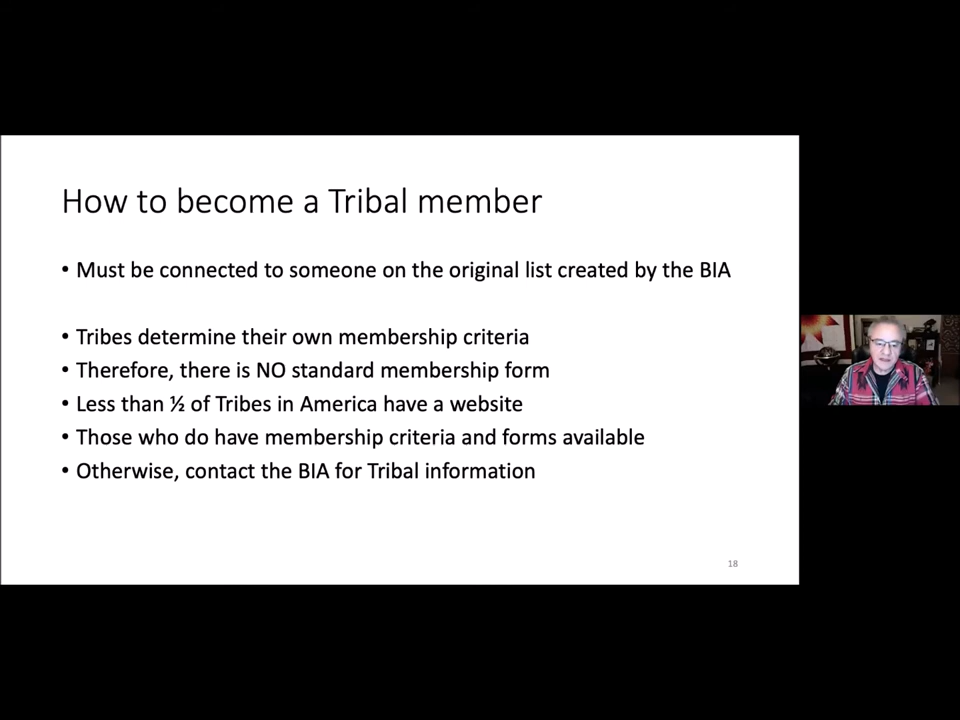 How to become a Tribal member
• Must be connected to someone on the original list created by the BIA
• Tribes determine their own membership criteria
• Therefore, there is NO standard membership form
• Less than ½ of Tribes in America have a website
• Those who do have membership criteria and forms available
• Otherwise, contact the BIA for Tribal information
18